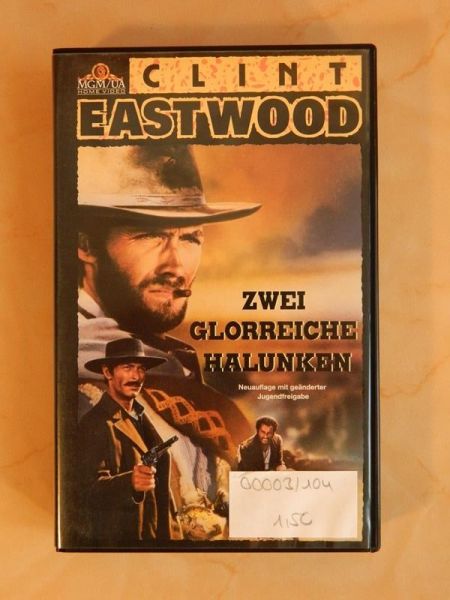 MGM/UA
HOME VIDEO
CLINT
EASTWOOD
ZWEI
GLORREICHE
HALUNKEN
Neuauflage mit geänderter
Jugendfreigabe
00003/104
1,50